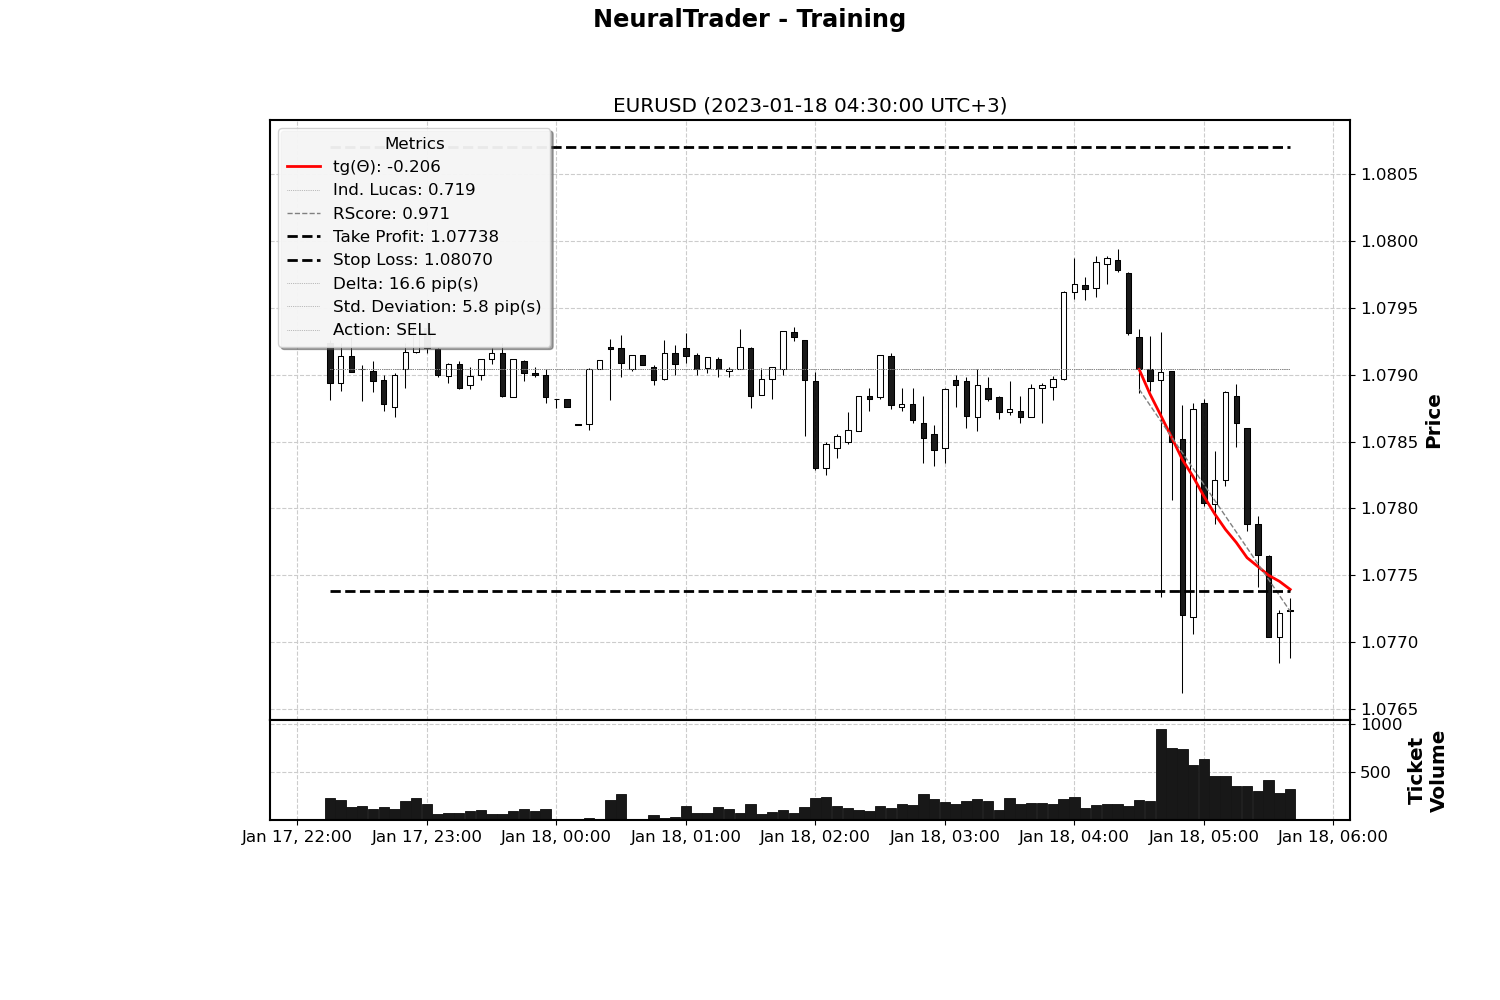 NeuralTrader - Training
EURUSD (2023-01-18 04:30:00 UTC+3)
Metrics
tg(Θ): -0.206
Ind. Lucas: 0.719
RScore: 0.971
Take Profit: 1.07738
Stop Loss: 1.08070
Delta: 16.6 pip(s)
Std. Deviation: 5.8 pip(s)
Action: SELL
1.0805
1.0800
1.0795
1.0790
1.0785
1.0780
1.0775
1.0770
1.0765
Price
1000
500
Ticket
Volume
Jan 17, 22:00 Jan 17, 23:00 Jan 18, 00:00 Jan 18, 01:00 Jan 18, 02:00 Jan 18, 03:00 Jan 18, 04:00 Jan 18, 05:00 Jan 18, 06:00